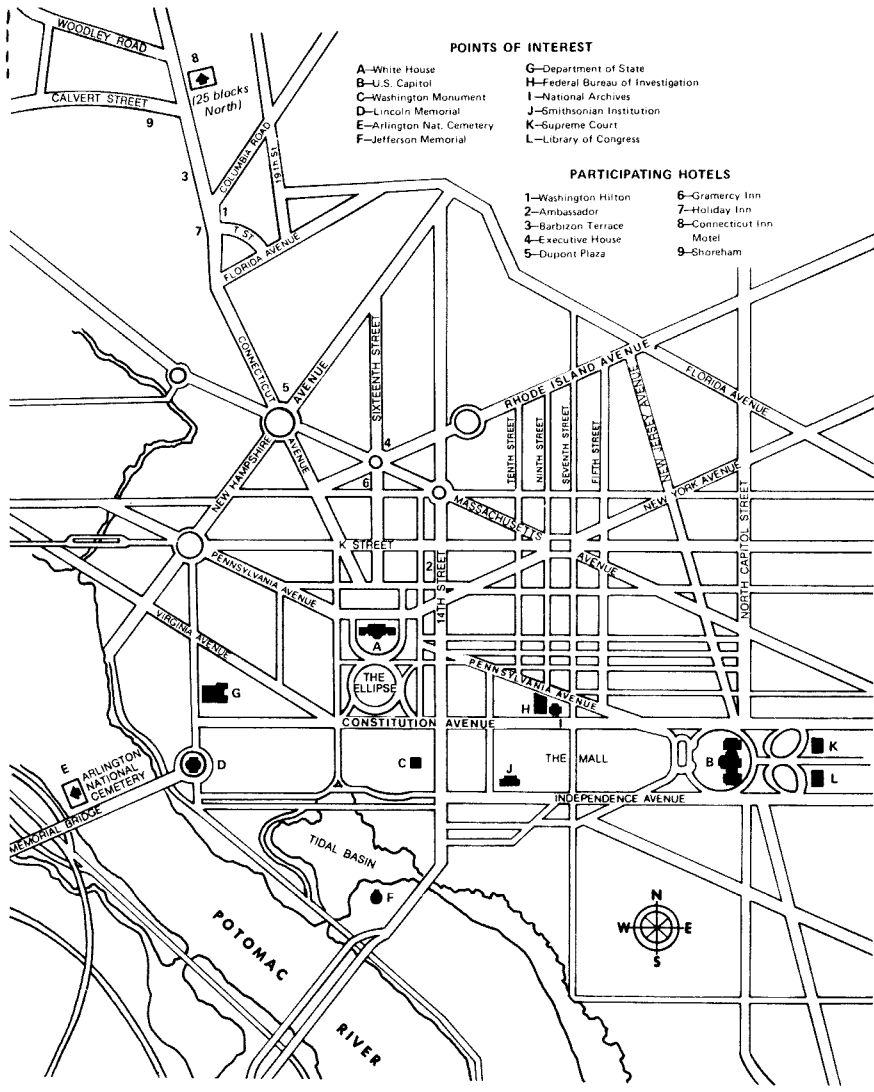 WOODLEY ROAD
8
(25 blocks
North)
CALVERT STREET
9
3
COLUMBIA ROAD
19th ST.
1
7
T ST
FLORIDA AVENUE
POINTS OF INTEREST
A—White House
B—U.S. Capitol
C—Washington Monument
D—Lincoln Memorial
E—Arlington Nat. Cemetery
F—Jefferson Memorial
G—Department of State
H—Federal Bureau of Investigation
I—National Archives
J—Smithsonian Institution
K—Supreme Court
L—Library of Congress
PARTICIPATING HOTELS
1—Washington Hilton
2—Ambassador
3—Barbizon Terrace
4—Executive House
5—Dupont Plaza
6—Gramercy Inn
7—Holiday Inn
8—Connecticut Inn
Motel
9—Shoreham
CONNECTICUT
AVENUE
5
AVENUE
NEW HAMPSHIRE
SIXTEENTH STREET
4
6
RHODE ISLAND AVENUE
TENTH STREET
NINTH STREET
SEVENTH STREET
FIFTH STREET
NEW JERSEY AVENUE
FLORIDA AVENUE
NEW YORK AVENUE
NORTH CAPITOL STREET
MASSACHUSETTS
AVENUE
K STREET
2
14TH STREET
PENNSYLVANIA AVENUE
VIRGINIA AVENUE
A
THE
ELLIPSE
PENNSYLVANIA AVENUE
G
H
I
CONSTITUTION AVENUE
D
C
J
THE MALL
B
K
L
E
ARLINGTON
NATIONAL
CEMETERY
MEMORIAL BRIDGE
INDEPENDENCE AVENUE
TIDAL BASIN
F
POTOMAC
RIVER
N
W
E
S